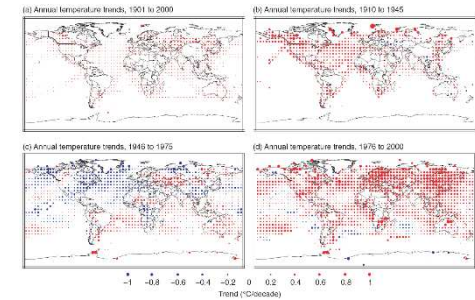 (a) Annual temperature trends, 1901 to 2000
(b) Annual temperature trends, 1910 to 1945
(c) Annual temperature trends, 1946 to 1975
(d) Annual temperature trends, 1976 to 2000
−1 −0.8 −0.6 −0.4 −0.2 0 0.2 0.4 0.6 0.8 1
Trend (°C/decade)